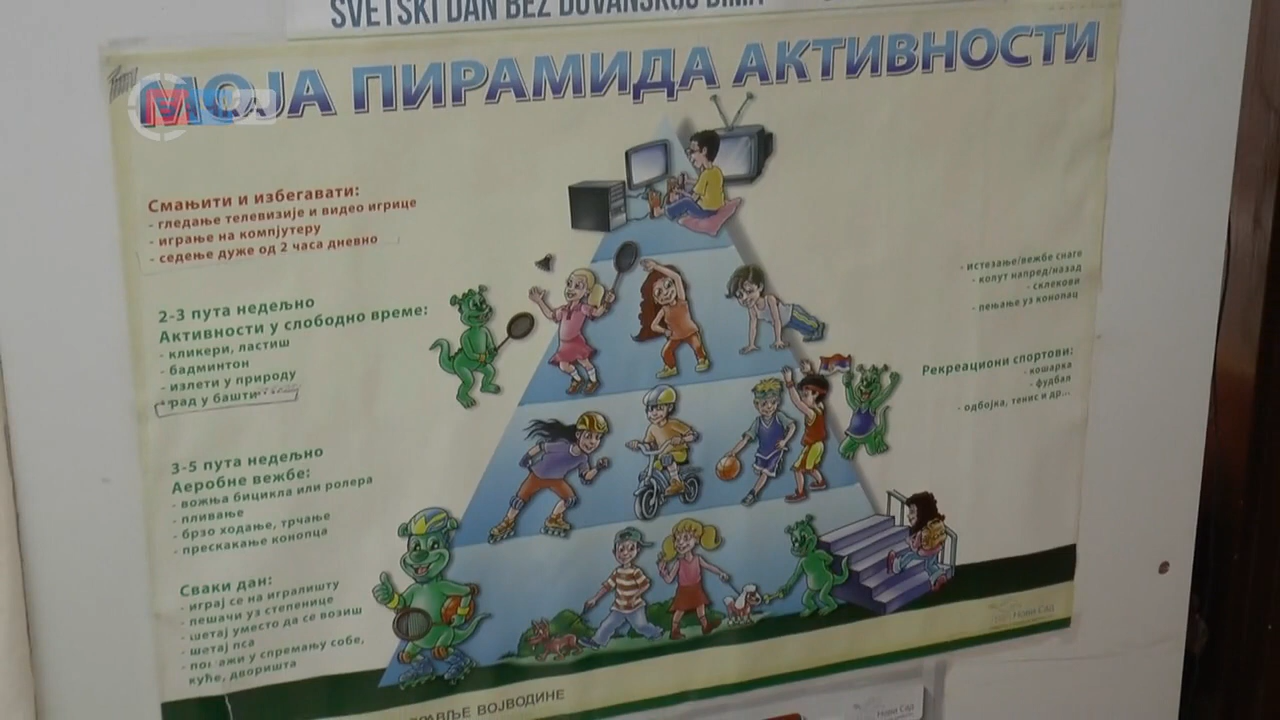 SVETSKI DAN BEZ DUVANSKOG DIMA
МОЈА ПИРАМИДА АКТИВНОСТИ
Смањити и избегавати:
- гледање телевизије и видео игрице
- играње на компјутеру
- седење дуже од 2 часа дневно
2-3 пута недељно
Активности у слободно време:
- кликери, ластиш
- бадминтон
- излети у природу
рад у башти
- истезање/вежбе снаге
- колут напред/назад
- склекови
- пењање уз конопац
3-5 пута недељно
Аеробне вежбе:
- вожња бицикла или ролера
- пливање
- брзо ходање, трчање
- прескакање конопца
Рекреациони спортови:
- кошарка
- фудбал
- одбојка, тенис и др...
Сваки дан:
- играј се на игралишту
- пешачи уз степенице
- шетај уместо да се возиш
- шетај пса
- помажи у спремању собе,
куће, дворишта
Нови Сад
ВОЈВОДИНЕ
Нови Сад